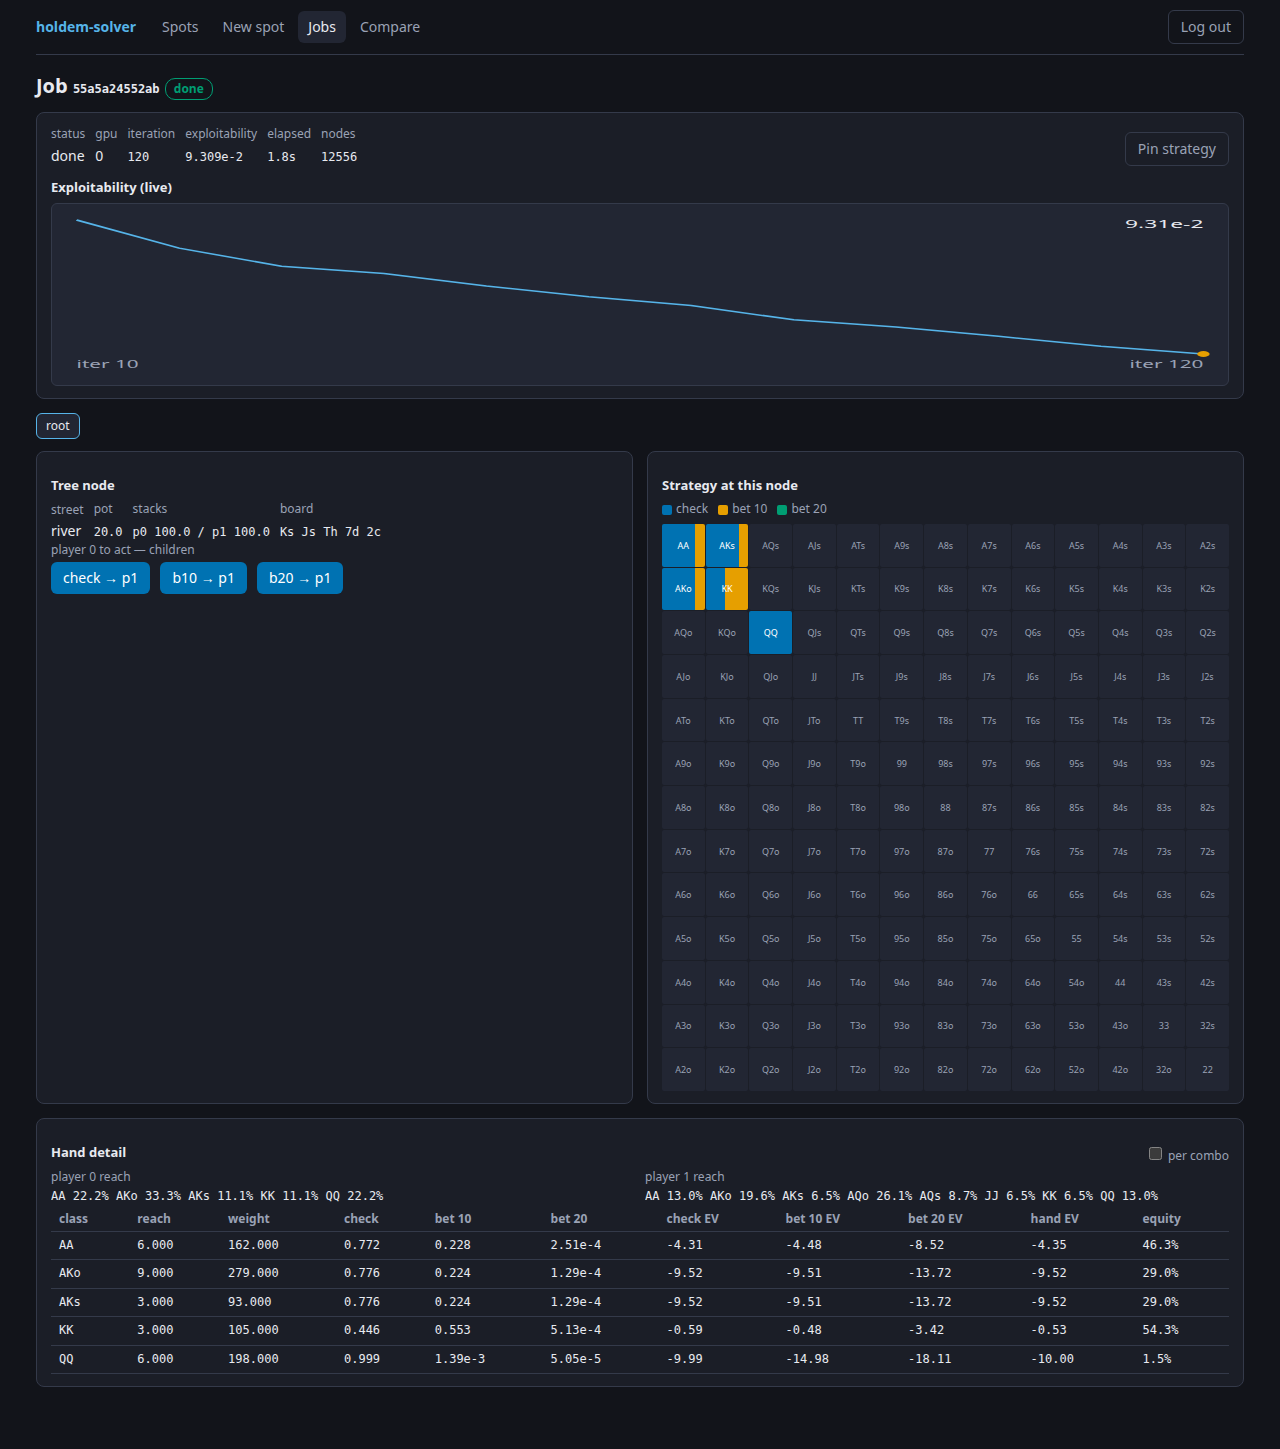 holdem-solver Spots New spot Jobs Compare Log out
Job 55a5a24552ab done
status gpu iteration exploitability elapsed nodes
done 0 120 9.309e-2 1.8s 12556
Pin strategy
Exploitability (live)
9.31e-2
iter 10 iter 120
root
Tree node
street pot stacks board
river 20.0 p0 100.0 / p1 100.0 Ks Js Th 7d 2c
player 0 to act — children
check → p1 b10 → p1 b20 → p1
Strategy at this node
check bet 10 bet 20
AA AKs AQs AJs ATs A9s A8s A7s A6s A5s A4s A3s A2s
AKo KK KQs KJs KTs K9s K8s K7s K6s K5s K4s K3s K2s
AQo KQo QQ QJs QTs Q9s Q8s Q7s Q6s Q5s Q4s Q3s Q2s
AJo KJo QJo JJ JTs J9s J8s J7s J6s J5s J4s J3s J2s
ATo KTo QTo JTo TT T9s T8s T7s T6s T5s T4s T3s T2s
A9o K9o Q9o J9o T9o 99 98s 97s 96s 95s 94s 93s 92s
A8o K8o Q8o J8o T8o 98o 88 87s 86s 85s 84s 83s 82s
A7o K7o Q7o J7o T7o 97o 87o 77 76s 75s 74s 73s 72s
A6o K6o Q6o J6o T6o 96o 86o 76o 66 65s 64s 63s 62s
A5o K5o Q5o J5o T5o 95o 85o 75o 65o 55 54s 53s 52s
A4o K4o Q4o J4o T4o 94o 84o 74o 64o 54o 44 43s 42s
A3o K3o Q3o J3o T3o 93o 83o 73o 63o 53o 43o 33 32s
A2o K2o Q2o J2o T2o 92o 82o 72o 62o 52o 42o 32o 22
Hand detail per combo
player 0 reach player 1 reach
AA 22.2% AKo 33.3% AKs 11.1% KK 11.1% QQ 22.2% AA 13.0% AKo 19.6% AKs 6.5% AQo 26.1% AQs 8.7% JJ 6.5% KK 6.5% QQ 13.0%
class reach weight check bet 10 bet 20 check EV bet 10 EV bet 20 EV hand EV equity
AA 6.000 162.000 0.772 0.228 2.51e-4 -4.31 -4.48 -8.52 -4.35 46.3%
AKo 9.000 279.000 0.776 0.224 1.29e-4 -9.52 -9.51 -13.72 -9.52 29.0%
AKs 3.000 93.000 0.776 0.224 1.29e-4 -9.52 -9.51 -13.72 -9.52 29.0%
KK 3.000 105.000 0.446 0.553 5.13e-4 -0.59 -0.48 -3.42 -0.53 54.3%
QQ 6.000 198.000 0.999 1.39e-3 5.05e-5 -9.99 -14.98 -18.11 -10.00 1.5%